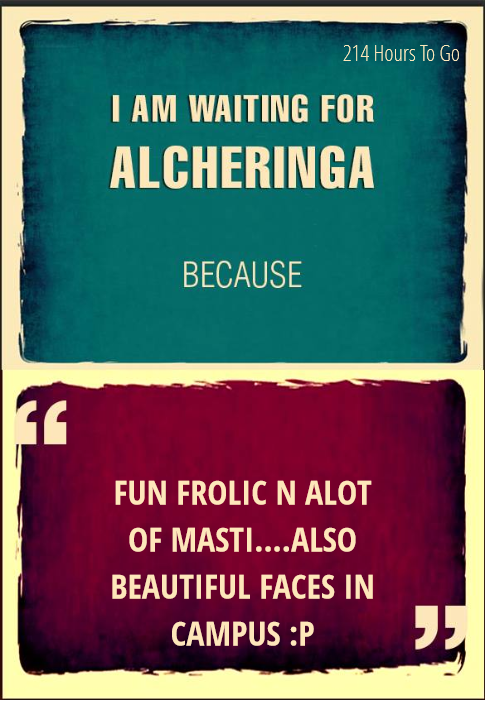 214 Hours To Go
I AM WAITING FOR
ALCHERINGA
BECAUSE
“
FUN FROLIC N ALOT
OF MASTI....ALSO
BEAUTIFUL FACES IN
CAMPUS :P
”